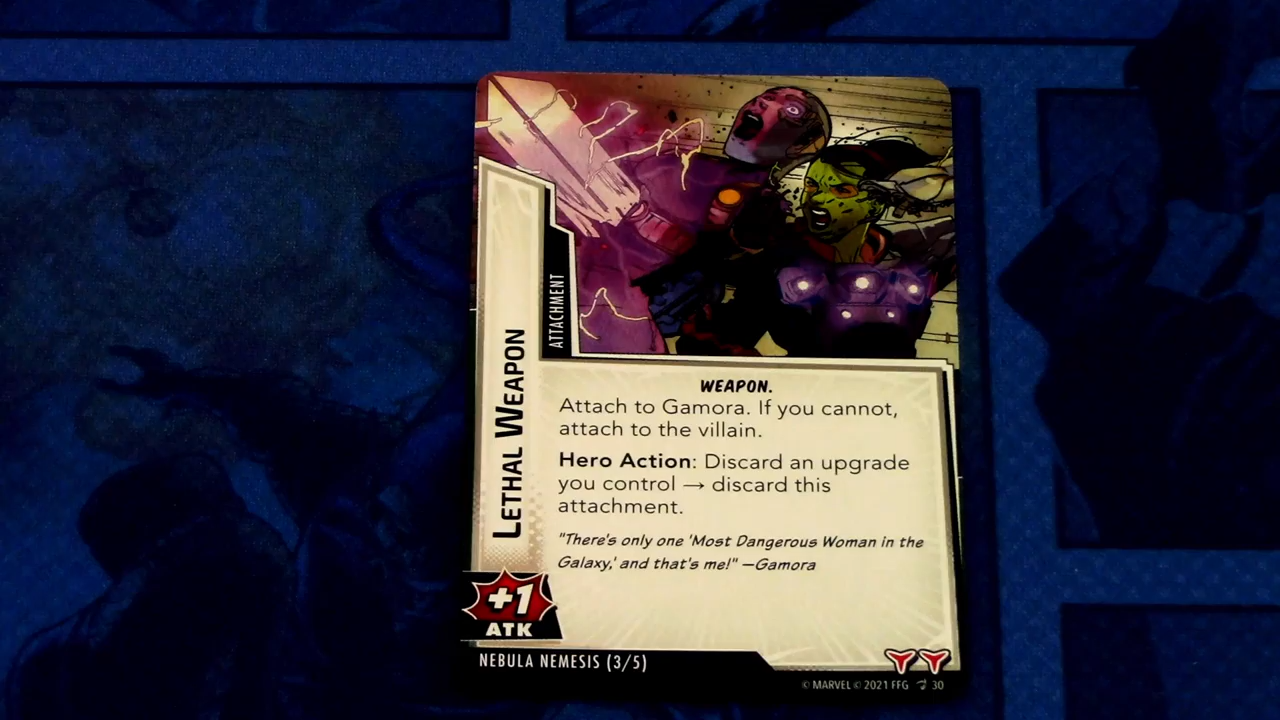 LETHAL WEAPON
ATTACHMENT
WEAPON.
Attach to Gamora. If you cannot,
attach to the villain.
Hero Action: Discard an upgrade
you control → discard this
attachment.
"There's only one 'Most Dangerous Woman in the
Galaxy,' and that's me!" —Gamora
+1
ATK
NEBULA NEMESIS (3/5)
© MARVEL © 2021 FFG 30